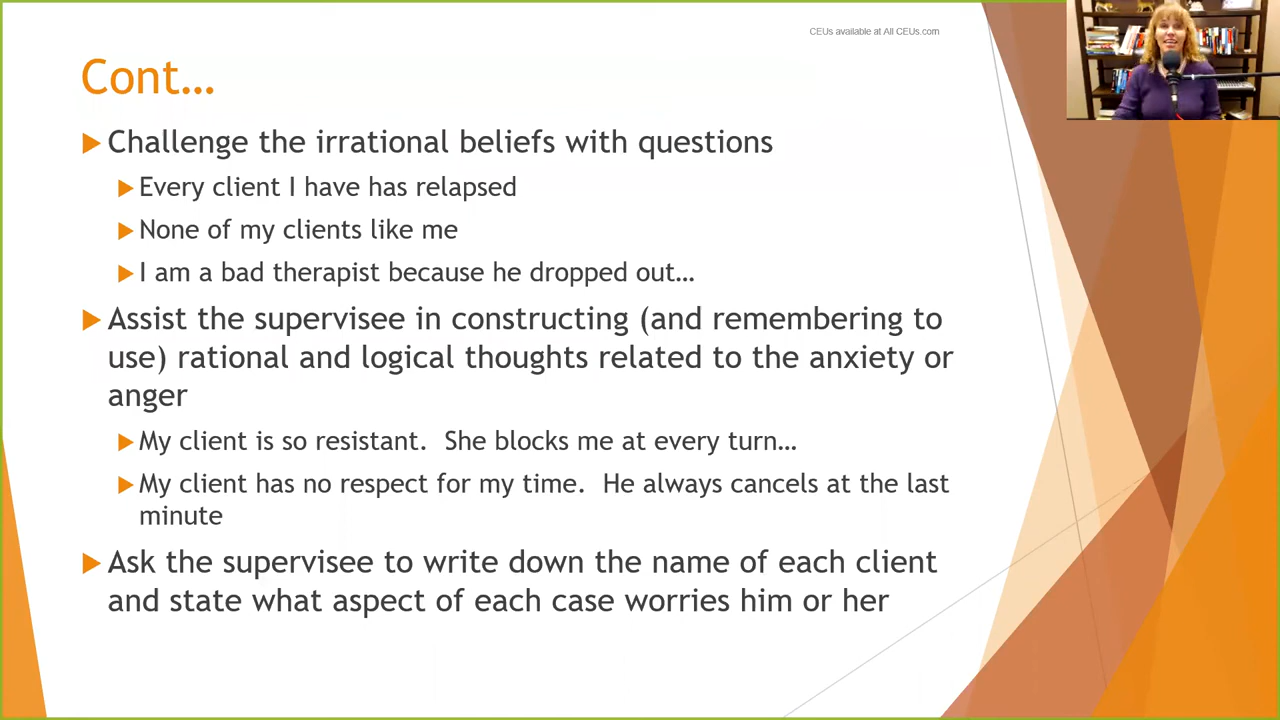 CEUs available at All CEUs.com
Cont…
Challenge the irrational beliefs with questions
Every client I have has relapsed
None of my clients like me
I am a bad therapist because he dropped out…
Assist the supervisee in constructing (and remembering to
use) rational and logical thoughts related to the anxiety or
anger
My client is so resistant.  She blocks me at every turn…
My client has no respect for my time.  He always cancels at the last
minute
Ask the supervisee to write down the name of each client
and state what aspect of each case worries him or her